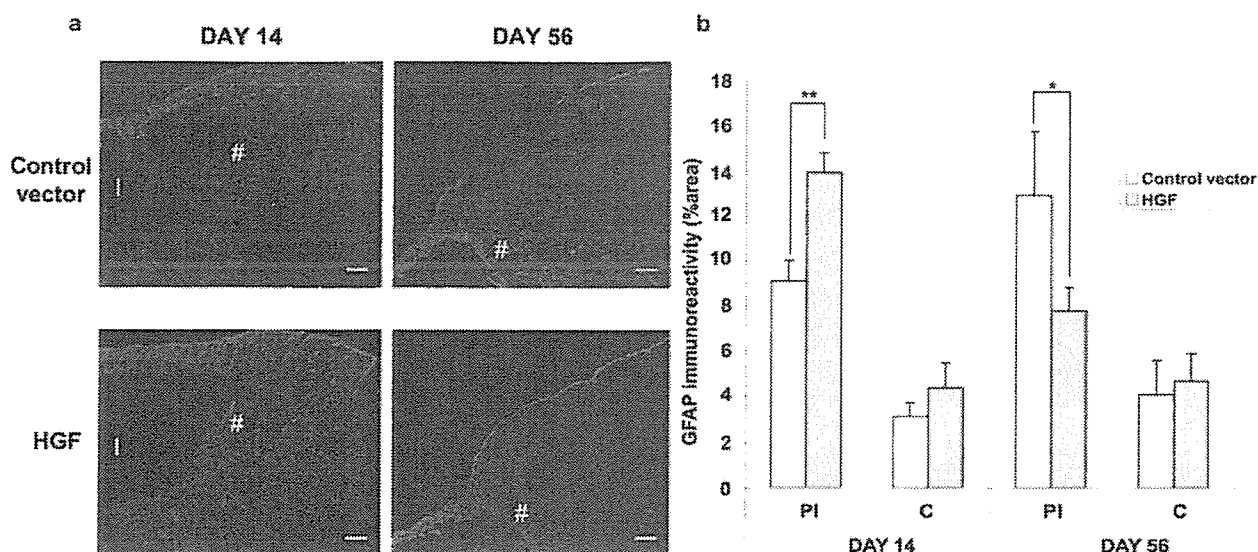 a
DAY 14
DAY 56
Control vector
#
#
I
HGF
#
#
I
b
GFAP immunoreactivity (%area)
18
16
14
12
10
8
6
4
2
0
**
*
Control vector
HGF
PI
C
PI
C
DAY 14
DAY 56